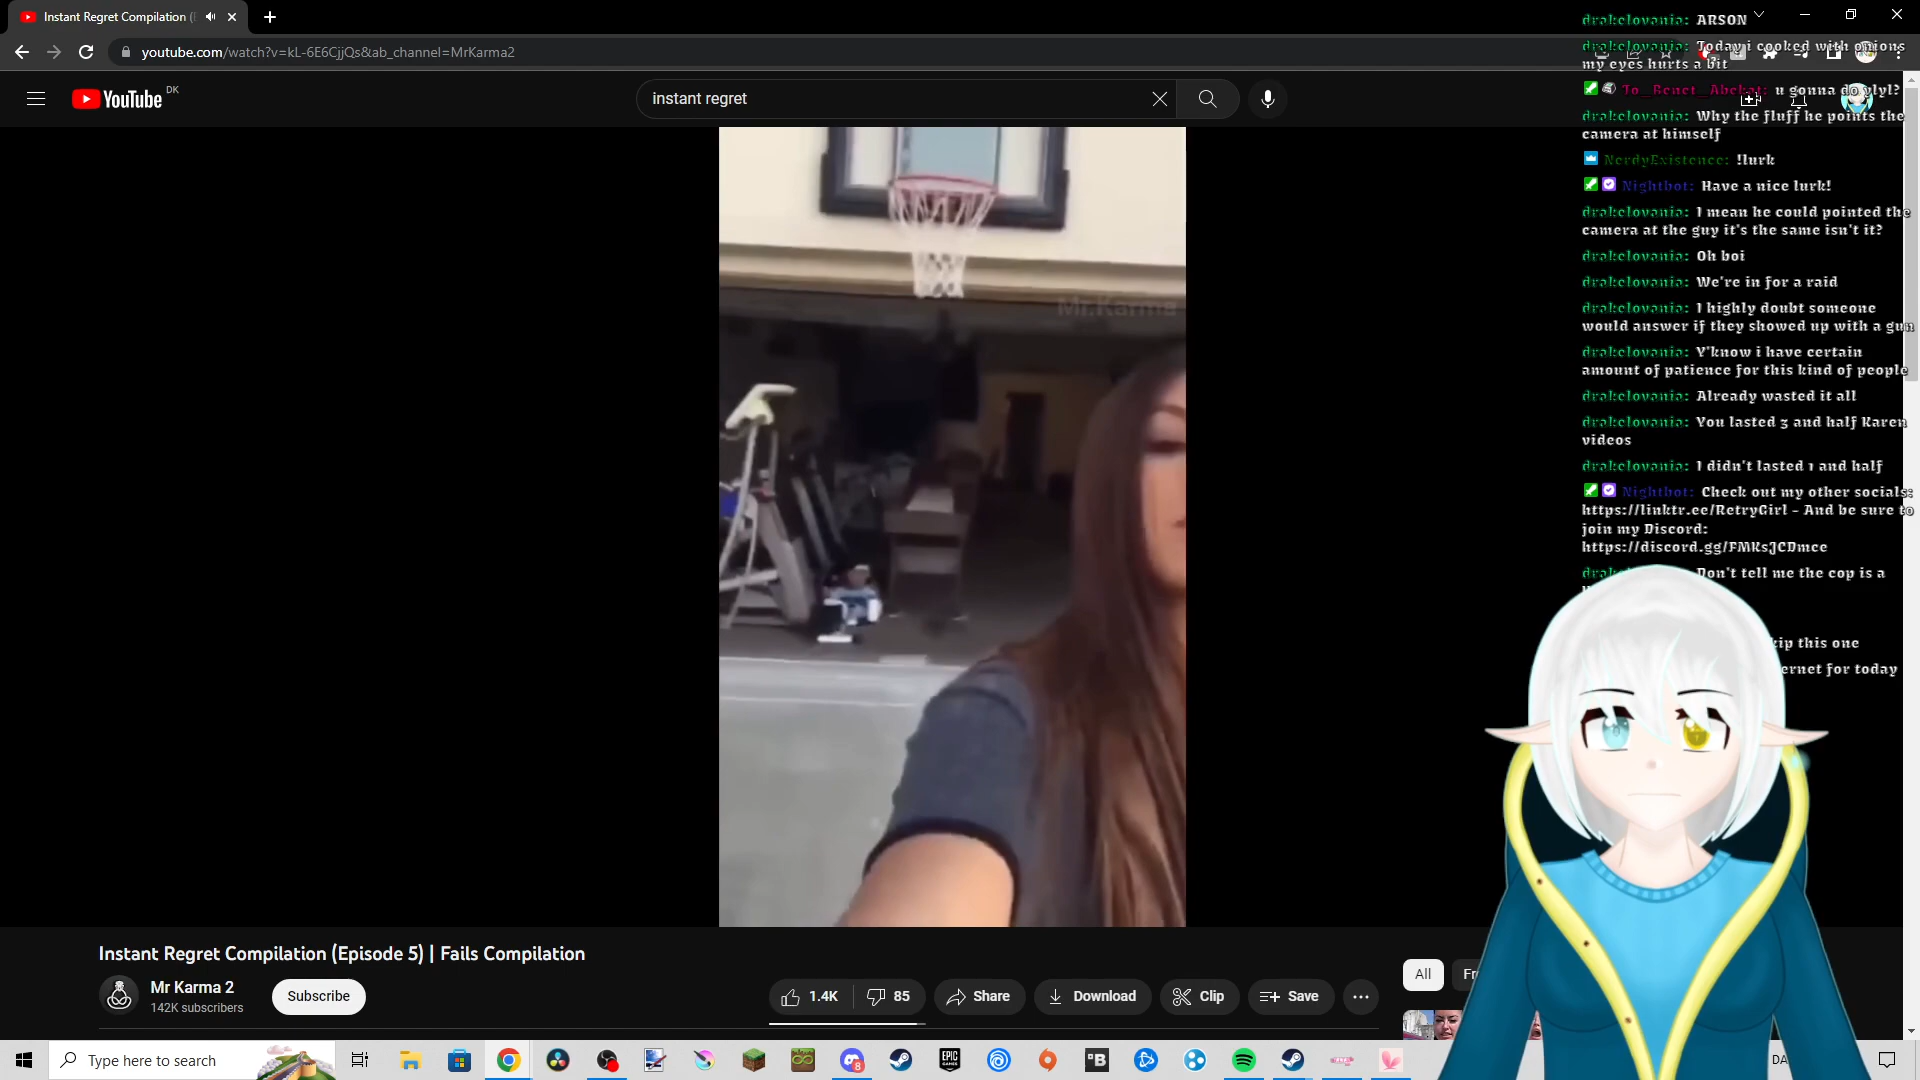 Instant Regret Compilation (
youtube.com/watch?v=kL-6E6CjjQs&ab_channel=MrKarma2
YouTube DK
instant regret
Mr.Karma
Instant Regret Compilation (Episode 5) | Fails Compilation
Mr Karma 2
142K subscribers
Subscribe
1.4K
85
Share
Download
Clip
Save
All
Type here to search
8
DA
drakelovania: ARSON
drakelovania: Today i cooked with onions
my eyes hurts a bit
u gonna do ylyl?
drakelovania: Why the fluff he points the
camera at himself
NerdyExistence: !lurk
Nightbot: Have a nice lurk!
drakelovania: I mean he could pointed the
camera at the guy it's the same isn't it?
drakelovania: Oh boi
drakelovania: We're in for a raid
drakelovania: I highly doubt someone
would answer if they showed up with a gun
drakelovania: Y'know i have certain
amount of patience for this kind of people
drakelovania: Already wasted it all
drakelovania: You lasted 3 and half Karen
videos
drakelovania: I didn't lasted 1 and half
Nightbot: Check out my other socials:
https://linktr.ee/RetryGirl - And be sure to
join my Discord:
https://discord.gg/FMKsJCDmce
Don't tell me the cop is a
kip this one
ernet for today